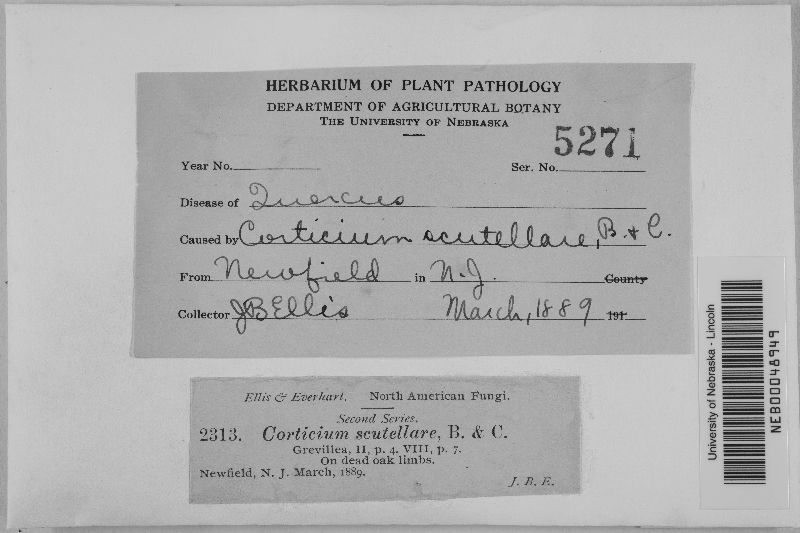 HERBARIUM OF PLANT PATHOLOGY
DEPARTMENT OF AGRICULTURAL BOTANY
THE UNIVERSITY OF NEBRASKA
5271
Year No. Ser. No.
Disease of Quercus
Caused by Corticium scutellare, B. & C.
From Newfield in N.J. County
Collector JBEllis March, 1889 191
Ellis & Everhart. North American Fungi.
Second Series.
2313. Corticium scutellare, B. & C.
Grevillea, II, p. 4. VIII, p. 7.
On dead oak limbs.
Newfield, N. J. March, 1889.
J. B. E.
University of Nebraska - Lincoln
NEB00048949